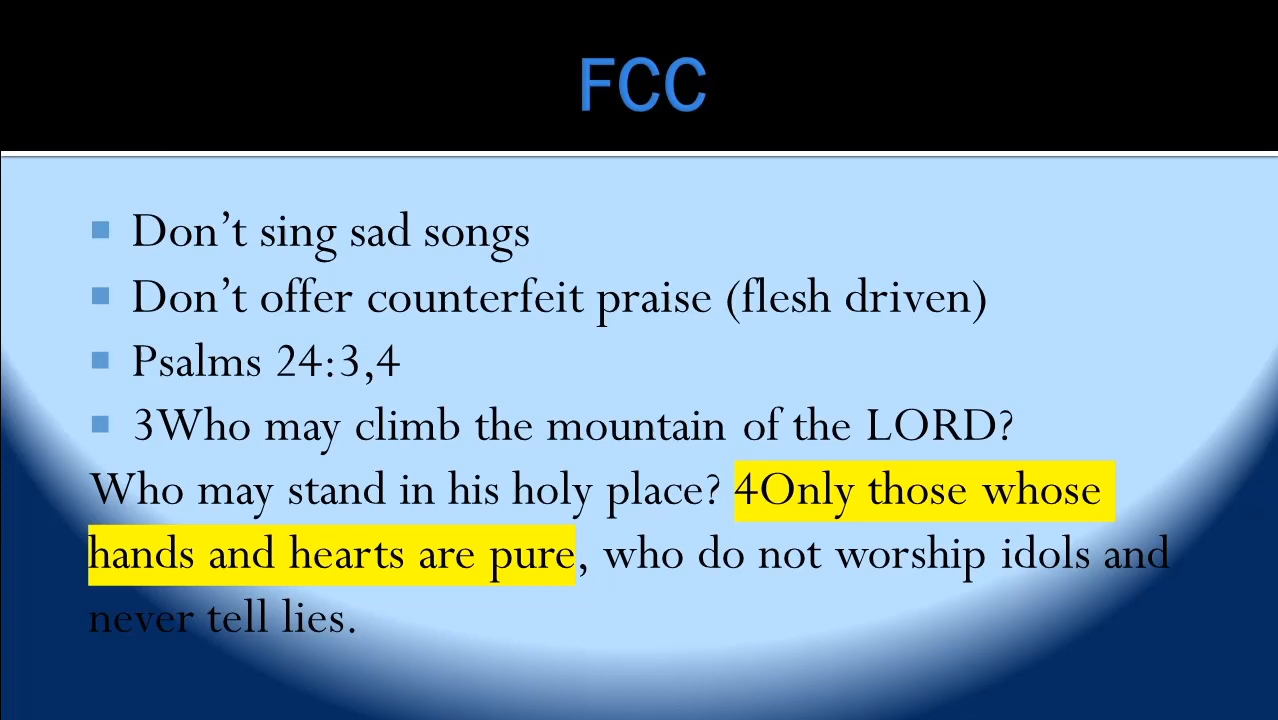 FCC
Don’t sing sad songs
Don’t offer counterfeit praise (flesh driven)
Psalms 24:3,4
3Who may climb the mountain of the LORD?
Who may stand in his holy place? 4Only those whose
hands and hearts are pure, who do not worship idols and
never tell lies.